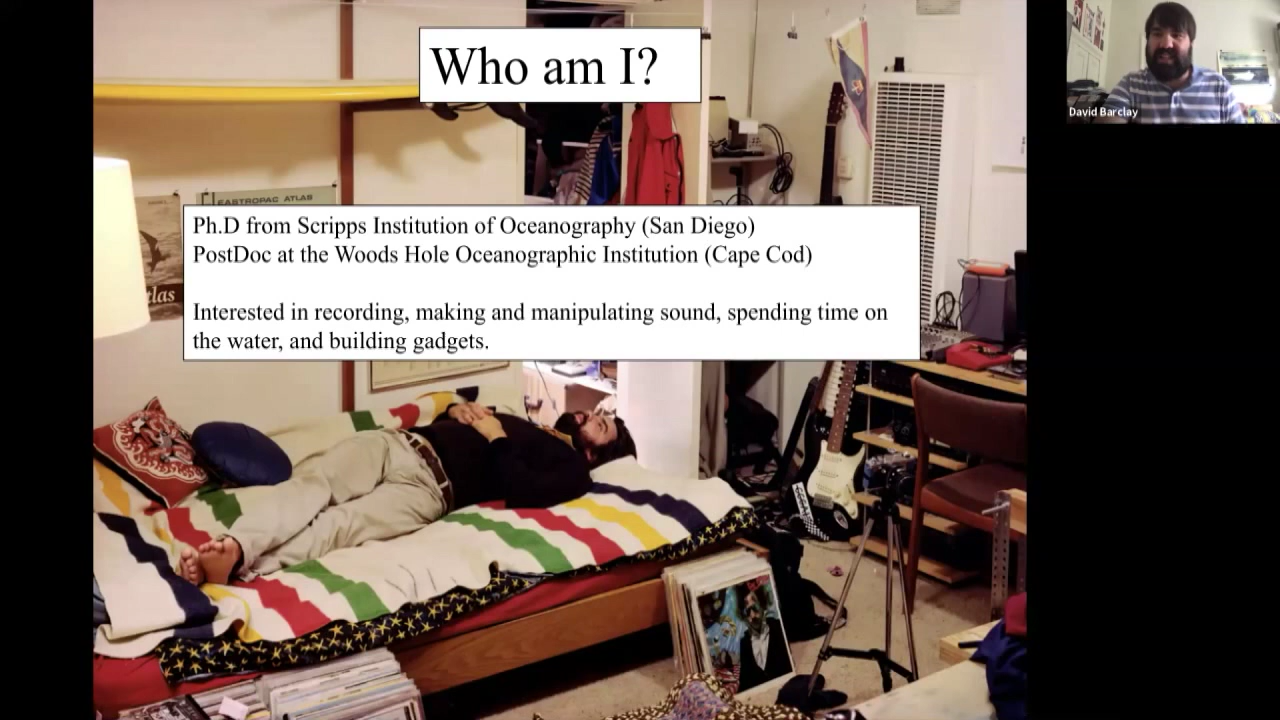 Who am I?
David Barclay
EASTROPAC ATLAS
Ph.D from Scripps Institution of Oceanography (San Diego)
PostDoc at the Woods Hole Oceanographic Institution (Cape Cod)
tlas
Interested in recording, making and manipulating sound, spending time on
the water, and building gadgets.